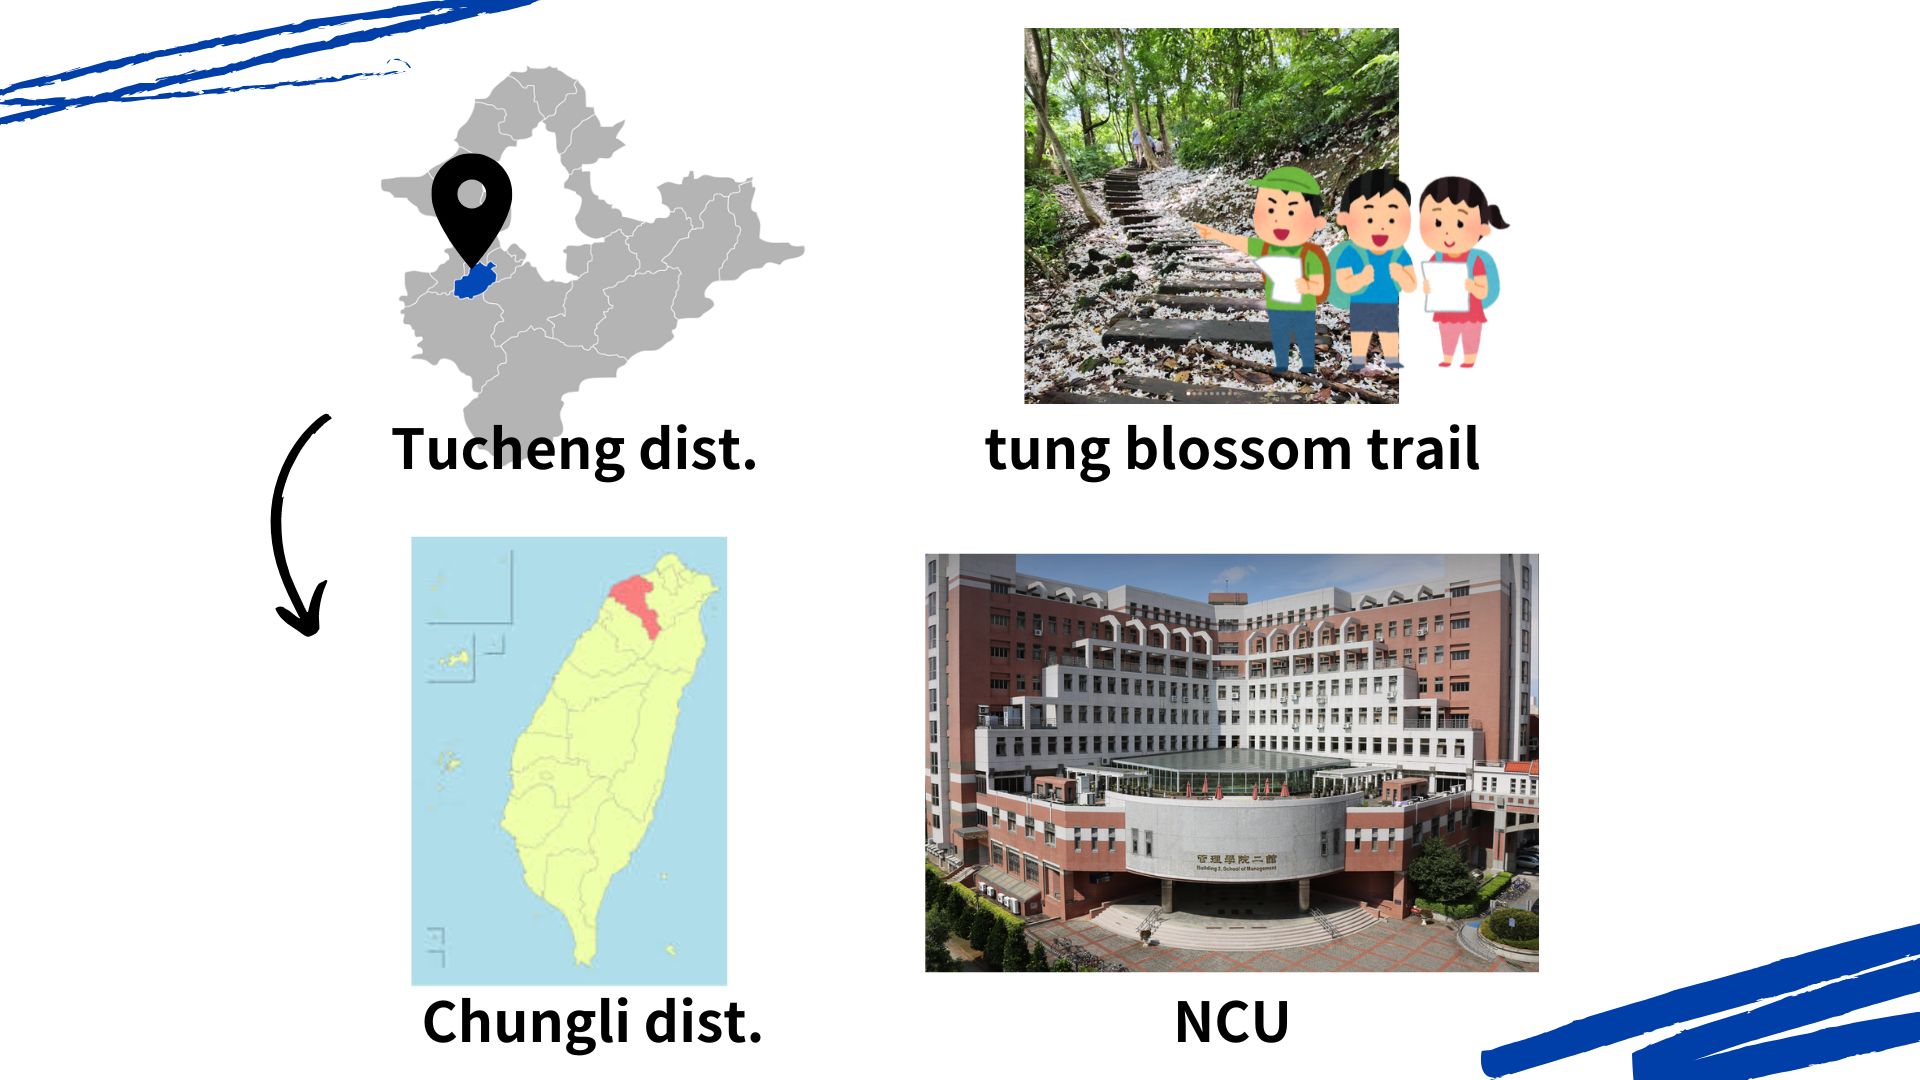 Tucheng dist.
tung blossom trail
管理學院二館
Building 2, School of Management
Chungli dist.
NCU